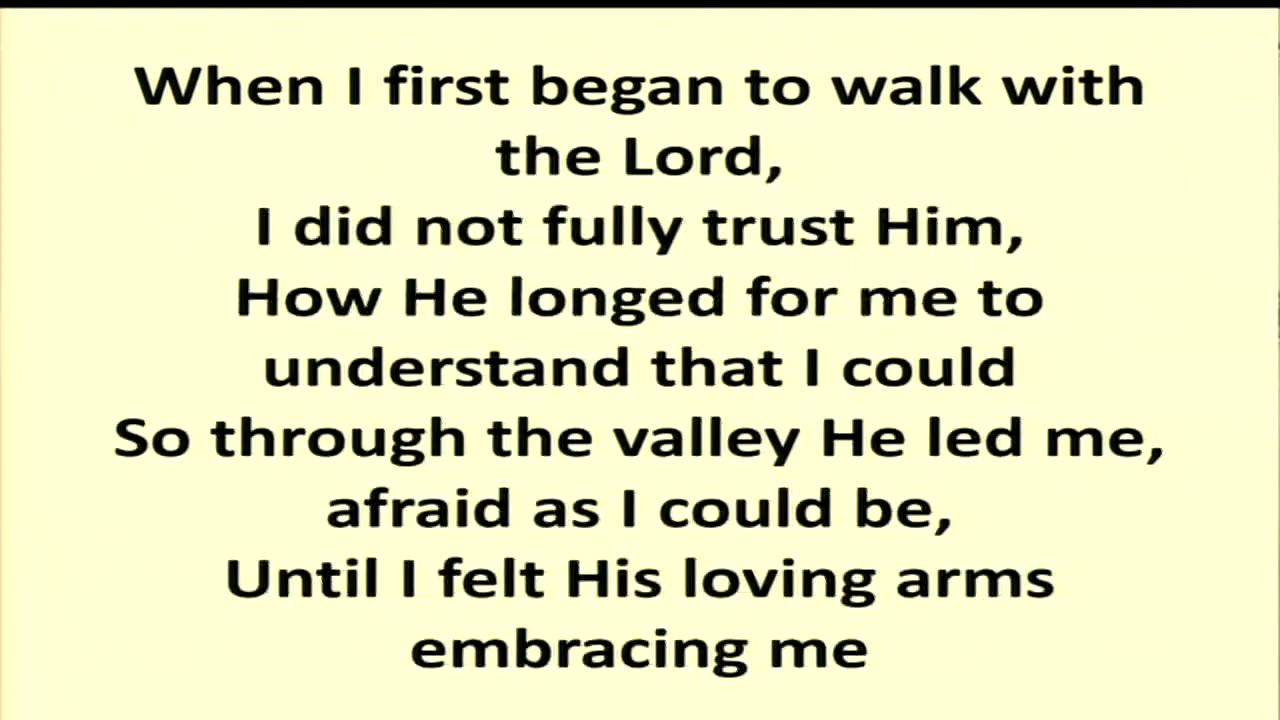 When I first began to walk with
the Lord,
I did not fully trust Him,
How He longed for me to
understand that I could
So through the valley He led me,
afraid as I could be,
Until I felt His loving arms
embracing me